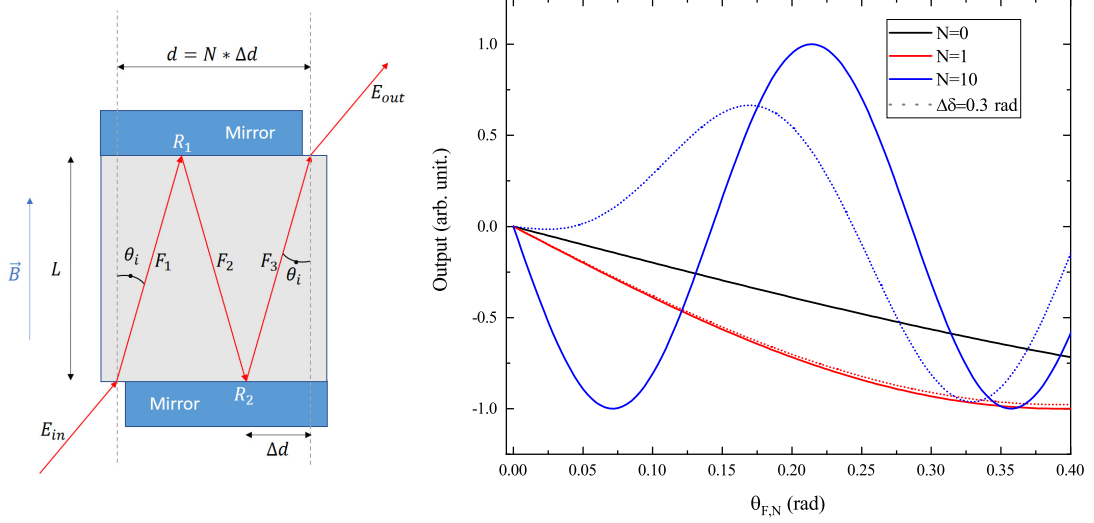 d = N * Δd
E_out
Mirror
R_1
θ_i
F_1
F_2
F_3
θ_i
L
B⃗
Mirror
R_2
E_in
Δd
Output (arb. unit.)
1.0
0.5
0.0
-0.5
-1.0
N=0
N=1
N=10
Δδ=0.3 rad
0.00 0.05 0.10 0.15 0.20 0.25 0.30 0.35 0.40
θ_F,N (rad)